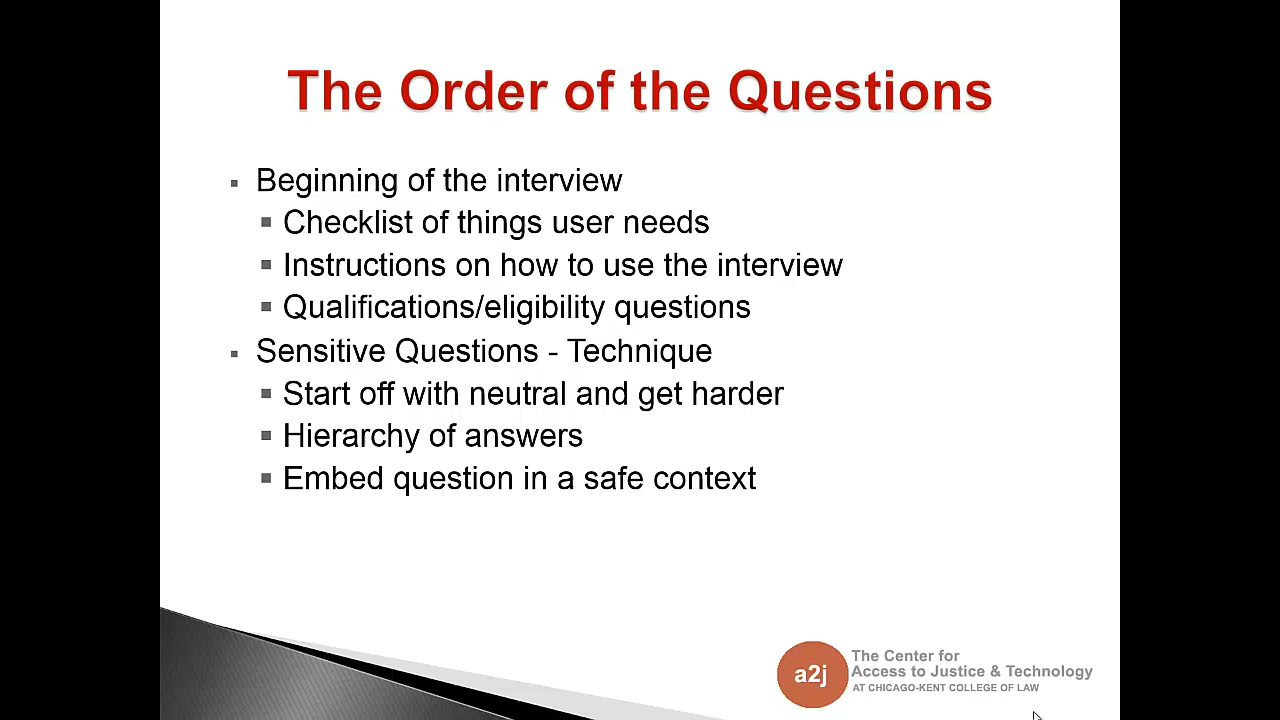 The Order of the Questions
Beginning of the interview
Checklist of things user needs
Instructions on how to use the interview
Qualifications/eligibility questions
Sensitive Questions - Technique
Start off with neutral and get harder
Hierarchy of answers
Embed question in a safe context
a2j
The Center for
Access to Justice & Technology
AT CHICAGO-KENT COLLEGE OF LAW